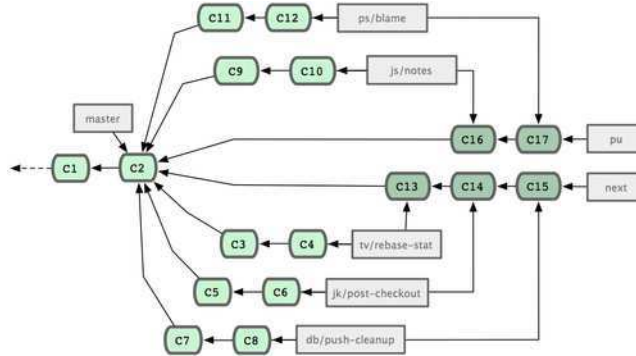 C11 C12 ps/blame
C9 C10 js/notes
master
C16 C17 pu
C1 C2
C13 C14 C15 next
C3 C4 tv/rebase-stat
C5 C6 jk/post-checkout
C7 C8 db/push-cleanup